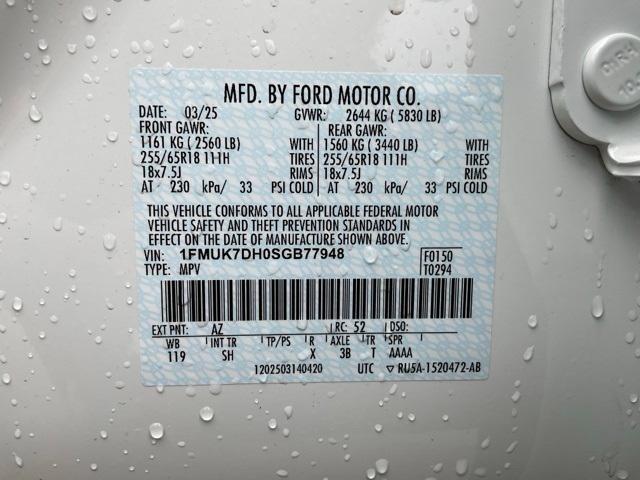 MFD. BY FORD MOTOR CO.
DATE: 03/25 GVWR: 2644 KG ( 5830 LB)
FRONT GAWR: REAR GAWR:
1161 KG ( 2560 LB) WITH 1560 KG ( 3440 LB) WITH
255/65R18 111H TIRES 255/65R18 111H TIRES
18x7.5J RIMS 18x7.5J RIMS
AT 230 kPa/ 33 PSI COLD AT 230 kPa/ 33 PSI COLD
THIS VEHICLE CONFORMS TO ALL APPLICABLE FEDERAL MOTOR
VEHICLE SAFETY AND THEFT PREVENTION STANDARDS IN
EFFECT ON THE DATE OF MANUFACTURE SHOWN ABOVE.
VIN: 1FMUK7DH0SGB77948 F0150
TYPE: MPV T0294
EXT PNT: AZ RC: 52 DSO:
WB INT TR TP/PS R AXLE TR SPR
119 SH X 3B T AAAA
1202503140420 UTC ▽ RU5A-1520472-AB